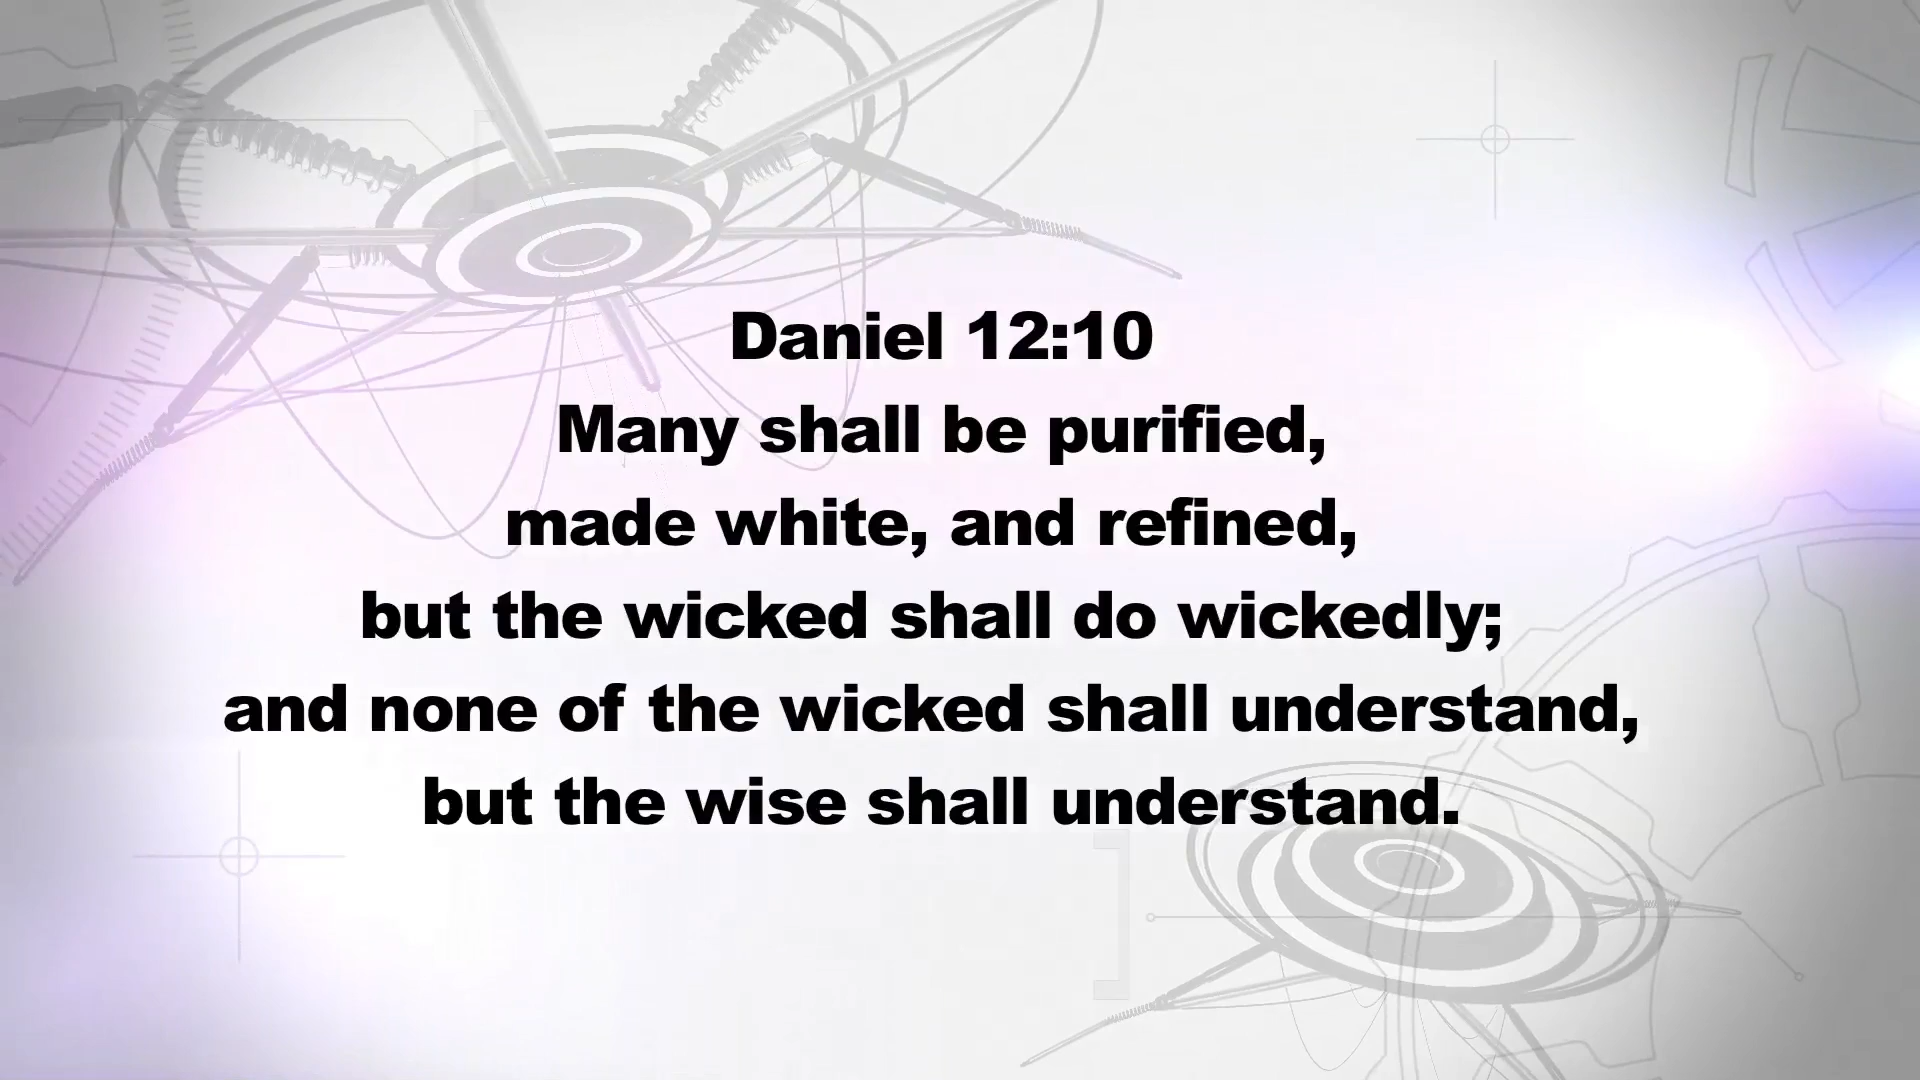 Daniel 12:10
Many shall be purified,
made white, and refined,
but the wicked shall do wickedly;
and none of the wicked shall understand,
but the wise shall understand.